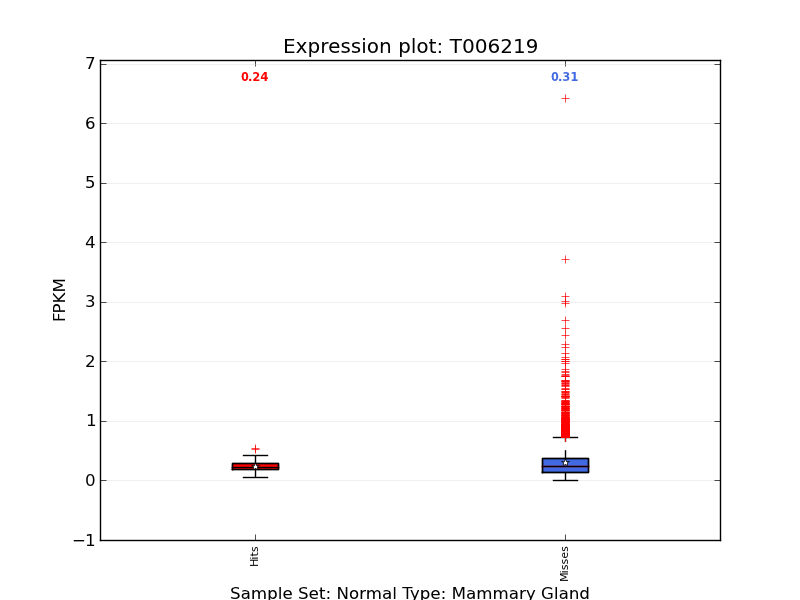 Expression plot: T006219
0.24
0.31
7
6
5
4
3
2
1
0
−1
FPKM
Hits
Misses
Sample Set: Normal Type: Mammary Gland